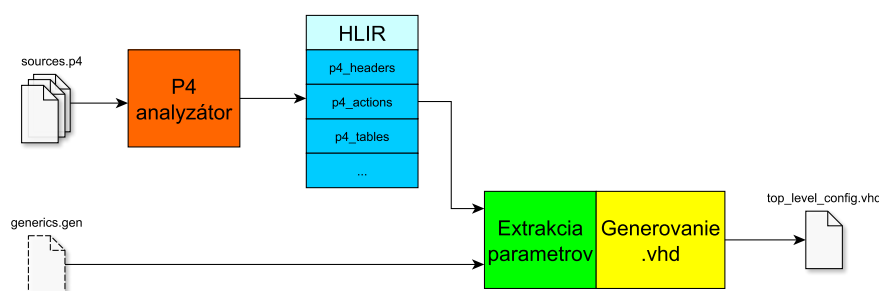 sources.p4
P4
analyzátor
HLIR
p4_headers
p4_actions
p4_tables
...
generics.gen
Extrakcia
parametrov
Generovanie
.vhd
top_level_config.vhd